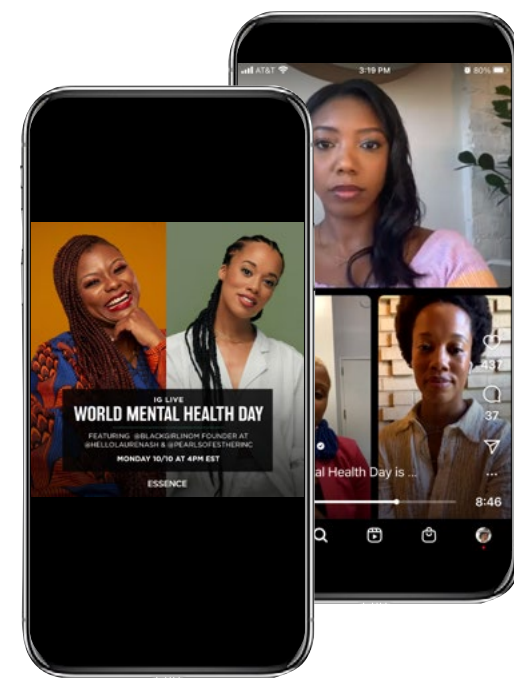 IG LIVE
WORLD MENTAL HEALTH DAY
FEATURING @BLACKGIRLINOM FOUNDER AT
@HELLOLAURENASH & @PEARLSOFESTHERINC
MONDAY 10/10 AT 4PM EST
ESSENCE
AT&T 3:19 PM 80%
437
37
al Health Day is ...
8:46